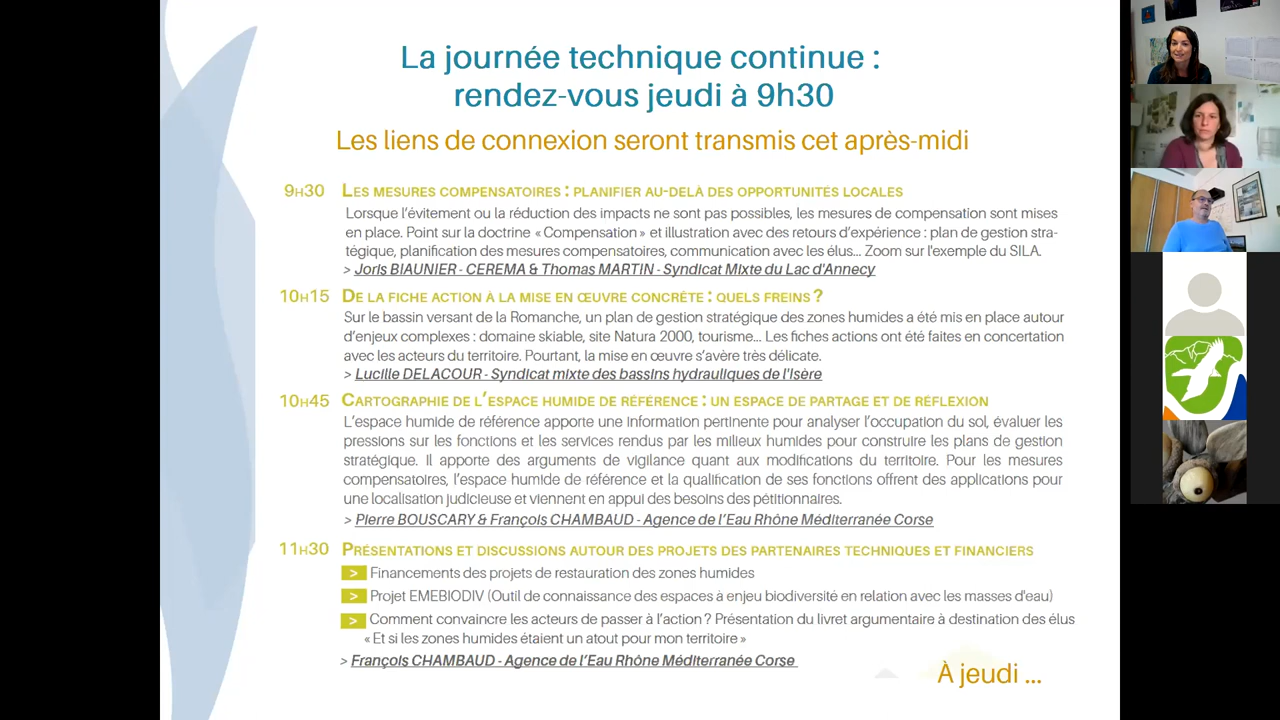 La journée technique continue :
rendez-vous jeudi à 9h30
Les liens de connexion seront transmis cet après-midi
9H30 LES MESURES COMPENSATOIRES : PLANIFIER AU-DELÀ DES OPPORTUNITÉS LOCALES
Lorsque l'évitement ou la réduction des impacts ne sont pas possibles, les mesures de compensation sont mises
en place. Point sur la doctrine « Compensation » et illustration avec des retours d'expérience : plan de gestion stra-
tégique, planification des mesures compensatoires, communication avec les élus... Zoom sur l'exemple du SILA.
> Joris BIAUNIER - CEREMA & Thomas MARTIN - Syndicat Mixte du Lac d'Annecy
10H15 DE LA FICHE ACTION À LA MISE EN ŒUVRE CONCRÈTE : QUELS FREINS ?
Sur le bassin versant de la Romanche, un plan de gestion stratégique des zones humides a été mis en place autour
d'enjeux complexes : domaine skiable, site Natura 2000, tourisme... Les fiches actions ont été faites en concertation
avec les acteurs du territoire. Pourtant, la mise en œuvre s'avère très délicate.
> Lucille DELACOUR - Syndicat mixte des bassins hydrauliques de l'Isère
10H45 CARTOGRAPHIE DE L'ESPACE HUMIDE DE RÉFÉRENCE : UN ESPACE DE PARTAGE ET DE RÉFLEXION
L'espace humide de référence apporte une information pertinente pour analyser l'occupation du sol, évaluer les
pressions sur les fonctions et les services rendus par les milieux humides pour construire les plans de gestion
stratégique. Il apporte des arguments de vigilance quant aux modifications du territoire. Pour les mesures
compensatoires, l'espace humide de référence et la qualification de ses fonctions offrent des applications pour
une localisation judicieuse et viennent en appui des besoins des pétitionnaires.
> Pierre BOUSCARY & François CHAMBAUD - Agence de l'Eau Rhône Méditerranée Corse
11H30 PRÉSENTATIONS ET DISCUSSIONS AUTOUR DES PROJETS DES PARTENAIRES TECHNIQUES ET FINANCIERS
> Financements des projets de restauration des zones humides
> Projet EMEBIODIV (Outil de connaissance des espaces à enjeu biodiversité en relation avec les masses d'eau)
> Comment convaincre les acteurs de passer à l'action ? Présentation du livret argumentaire à destination des élus
« Et si les zones humides étaient un atout pour mon territoire »
> François CHAMBAUD - Agence de l'Eau Rhône Méditerranée Corse
À jeudi ...